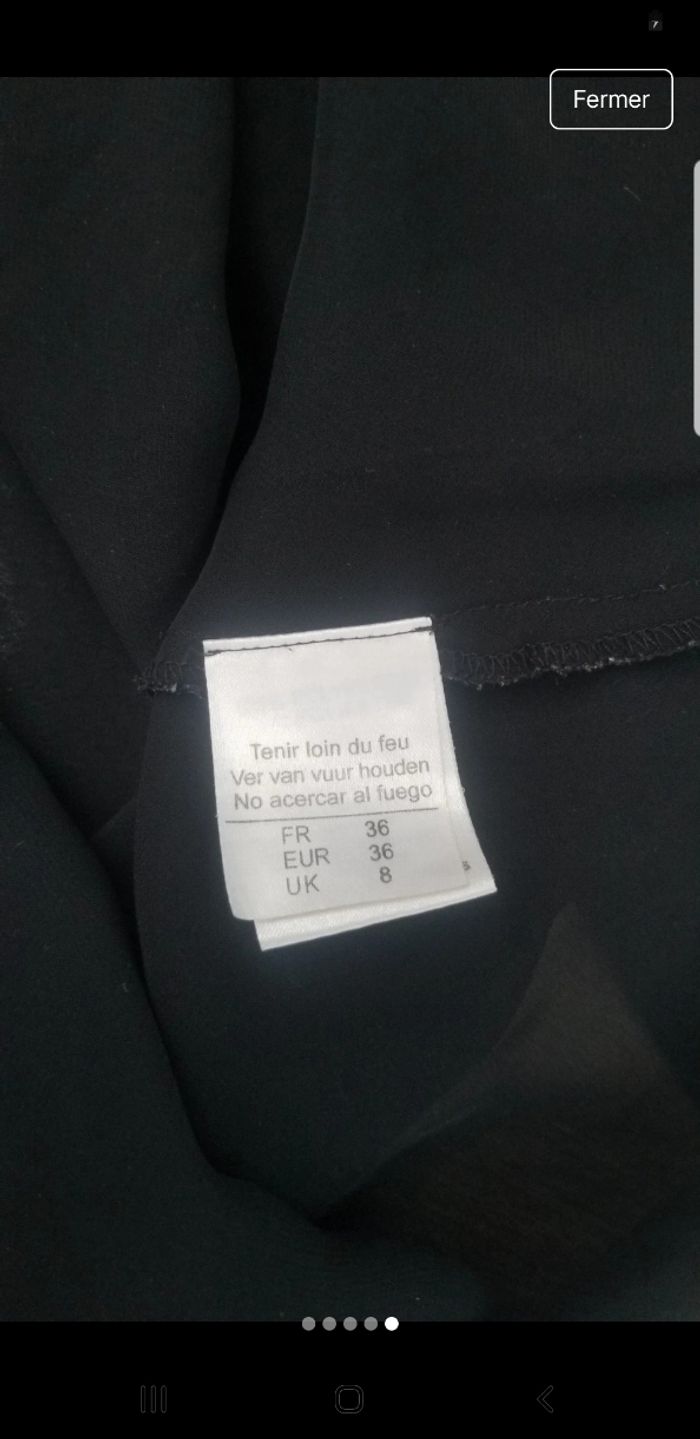 Fermer
Tenir loin du feu
Ver van vuur houden
No acercar al fuego
FR 36
EUR 36
UK 8